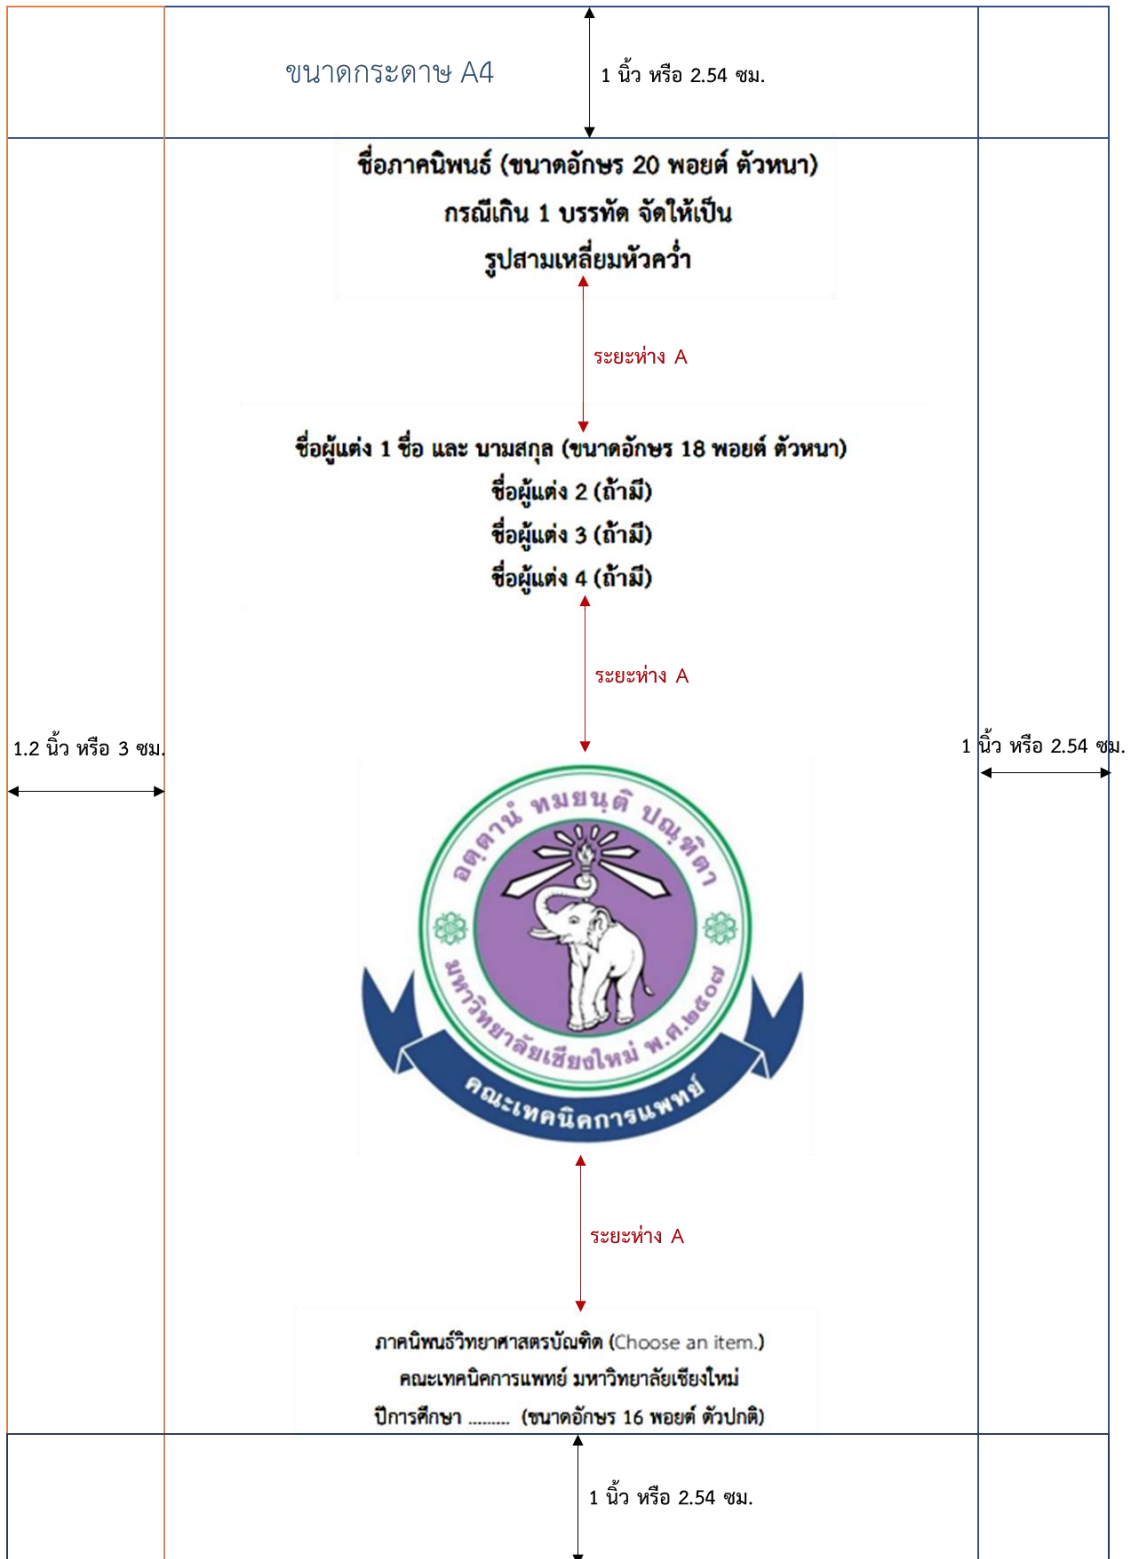 ขนาดกระดาษ A4
1 นิ้ว หรือ 2.54 ซม.
ชื่อภาคนิพนธ์ (ขนาดอักษร 20 พอยต์ ตัวหนา)
กรณีเกิน 1 บรรทัด จัดให้เป็น
รูปสามเหลี่ยมหัวคว่ำ
ระยะห่าง A
ชื่อผู้แต่ง 1 ชื่อ และ นามสกุล (ขนาดอักษร 18 พอยต์ ตัวหนา)
ชื่อผู้แต่ง 2 (ถ้ามี)
ชื่อผู้แต่ง 3 (ถ้ามี)
ชื่อผู้แต่ง 4 (ถ้ามี)
ระยะห่าง A
1.2 นิ้ว หรือ 3 ซม.
1 นิ้ว หรือ 2.54 ซม.
อตฺตานํ ทมยนฺติ ปณฺฑิตา
มหาวิทยาลัยเชียงใหม่ พ.ศ.๒๕๐๗
คณะเทคนิคการแพทย์
ระยะห่าง A
ภาคนิพนธ์วิทยาศาสตรบัณฑิต (Choose an item.)
คณะเทคนิคการแพทย์ มหาวิทยาลัยเชียงใหม่
ปีการศึกษา ......... (ขนาดอักษร 16 พอยต์ ตัวปกติ)
1 นิ้ว หรือ 2.54 ซม.